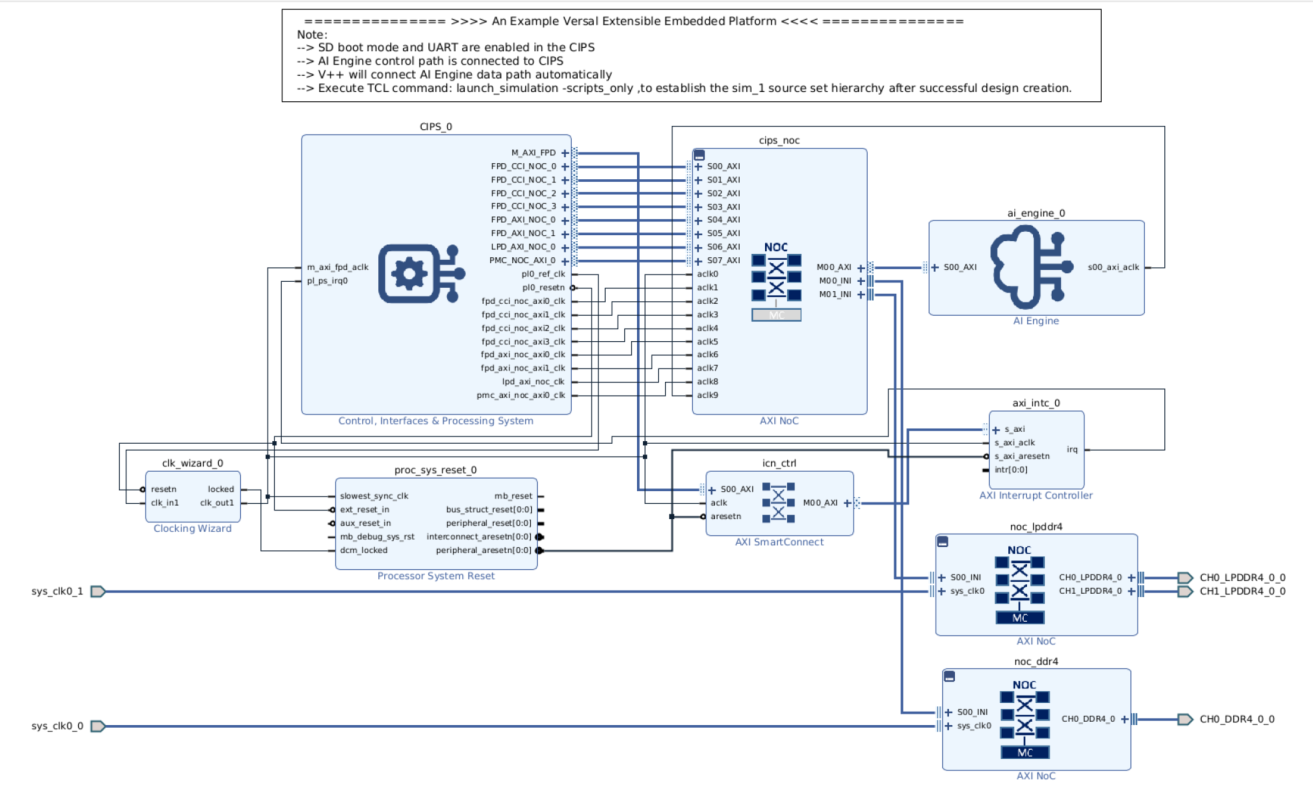 =============== >>>> An Example Versal Extensible Embedded Platform <<<< ===============
Note:
--> SD boot mode and UART are enabled in the CIPS
--> AI Engine control path is connected to CIPS
--> V++ will connect AI Engine data path automatically
--> Execute TCL command: launch_simulation -scripts_only ,to establish the sim_1 source set hierarchy after successful design creation.
CIPS_0
M_AXI_FPD
FPD_CCI_NOC_0
FPD_CCI_NOC_1
FPD_CCI_NOC_2
FPD_CCI_NOC_3
FPD_AXI_NOC_0
FPD_AXI_NOC_1
LPD_AXI_NOC_0
PMC_NOC_AXI_0
m_axi_fpd_aclk
pl_ps_irq0
pl0_ref_clk
pl0_resetn
fpd_cci_noc_axi0_clk
fpd_cci_noc_axi1_clk
fpd_cci_noc_axi2_clk
fpd_cci_noc_axi3_clk
fpd_axi_noc_axi0_clk
fpd_axi_noc_axi1_clk
lpd_axi_noc_clk
pmc_axi_noc_axi0_clk
Control, Interfaces & Processing System
cips_noc
S00_AXI
S01_AXI
S02_AXI
S03_AXI
S04_AXI
S05_AXI
S06_AXI
S07_AXI
aclk0
aclk1
aclk2
aclk3
aclk4
aclk5
aclk6
aclk7
aclk8
aclk9
NOC
MC
M00_AXI
M00_INI
M01_INI
AXI NoC
ai_engine_0
S00_AXI
s00_axi_aclk
AI Engine
axi_intc_0
s_axi
s_axi_aclk
s_axi_aresetn
intr[0:0]
irq
AXI Interrupt Controller
clk_wizard_0
resetn
clk_in1
locked
clk_out1
Clocking Wizard
proc_sys_reset_0
slowest_sync_clk
ext_reset_in
aux_reset_in
mb_debug_sys_rst
dcm_locked
mb_reset
bus_struct_reset[0:0]
peripheral_reset[0:0]
interconnect_aresetn[0:0]
peripheral_aresetn[0:0]
Processor System Reset
icn_ctrl
S00_AXI
aclk
aresetn
M00_AXI
AXI SmartConnect
noc_lpddr4
NOC
S00_INI
sys_clk0
MC
CH0_LPDDR4_0
CH1_LPDDR4_0
AXI NoC
CH0_LPDDR4_0_0
CH1_LPDDR4_0_0
sys_clk0_1
noc_ddr4
NOC
S00_INI
sys_clk0
MC
CH0_DDR4_0
AXI NoC
CH0_DDR4_0_0
sys_clk0_0